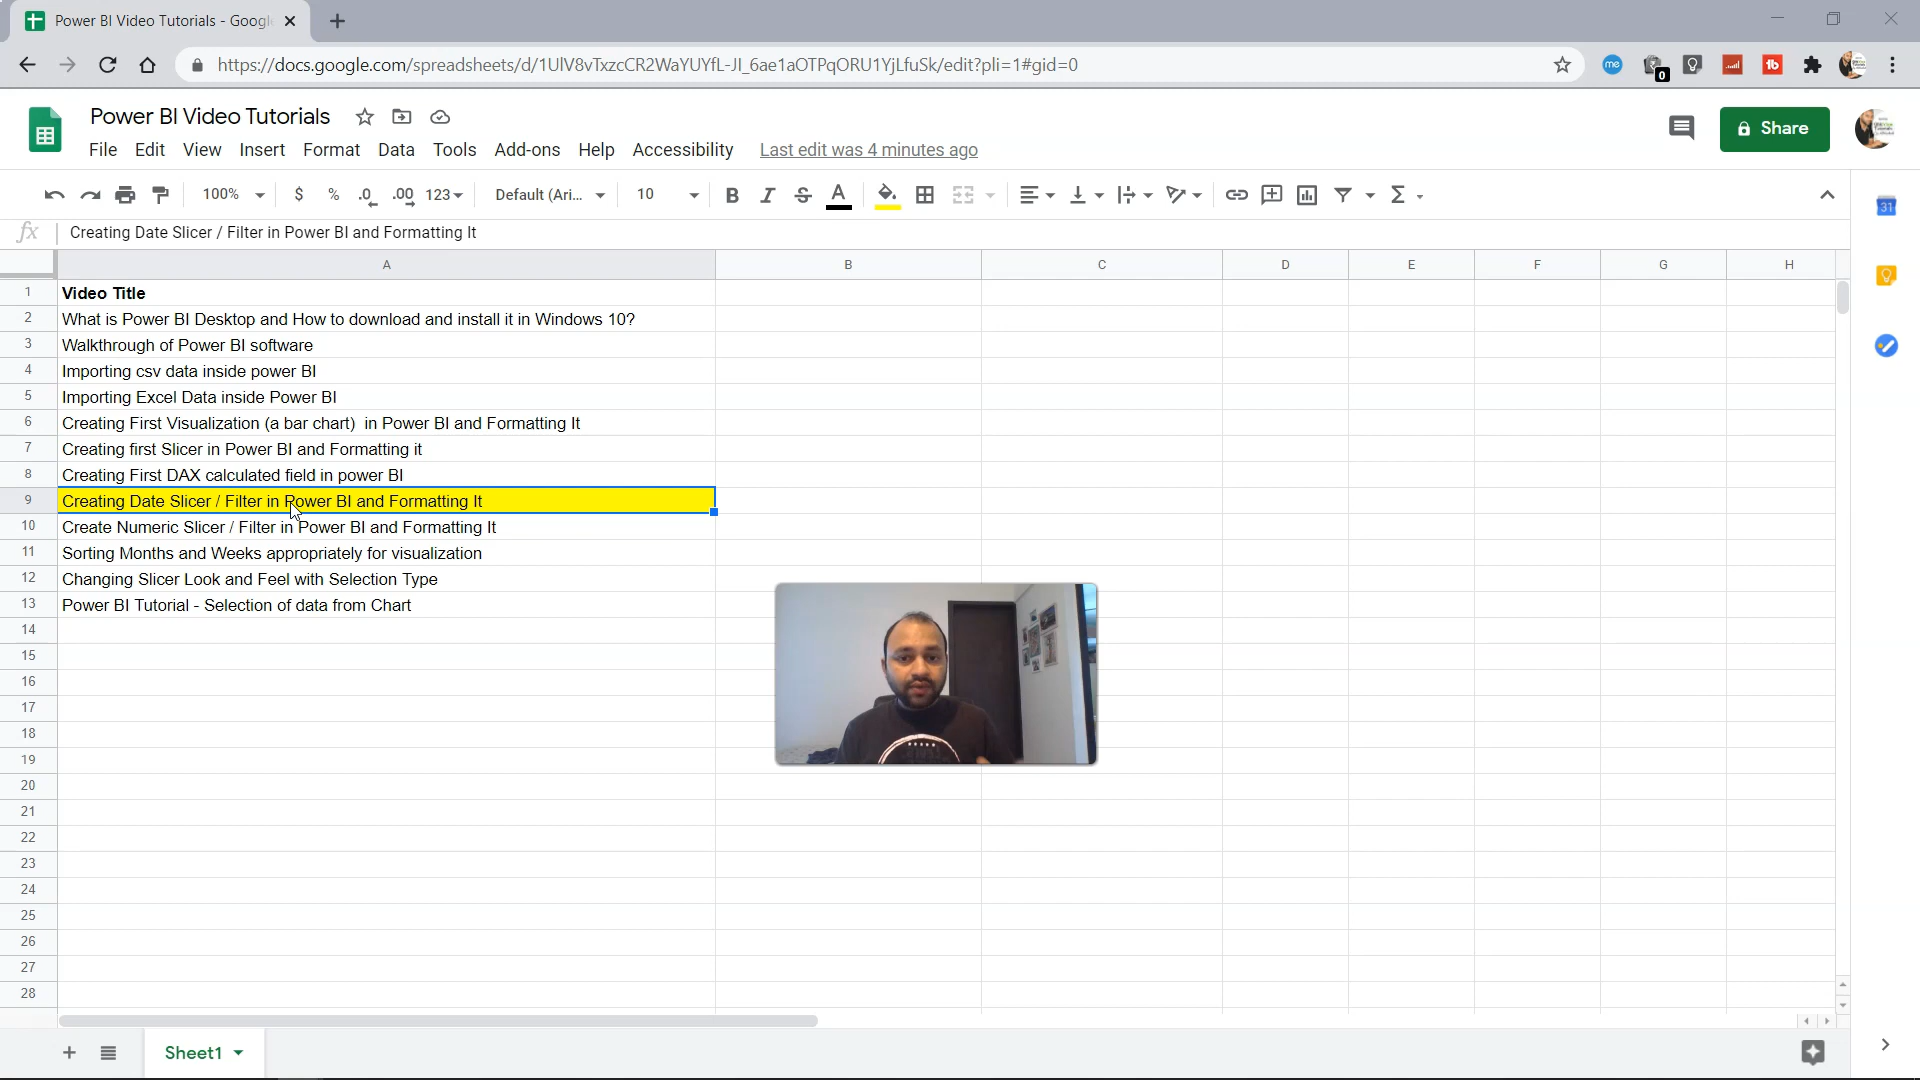 Power BI Video Tutorials - Googl
https://docs.google.com/spreadsheets/d/1UlV8vTxzcCR2WaYUYfL-Jl_6ae1aOTPqORU1YjLfuSk/edit?pli=1#gid=0
me
0
tb
Power BI Video Tutorials
Share
File Edit View Insert Format Data Tools Add-ons Help Accessibility Last edit was 4 minutes ago
100% $ % .0 .00 123 Default (Ari... 10 B I S A Σ
31
fx Creating Date Slicer / Filter in Power BI and Formatting It
A B C D E F G H
1 Video Title
2 What is Power BI Desktop and How to download and install it in Windows 10?
3 Walkthrough of Power BI software
4 Importing csv data inside power BI
5 Importing Excel Data inside Power BI
6 Creating First Visualization (a bar chart)  in Power BI and Formatting It
7 Creating first Slicer in Power BI and Formatting it
8 Creating First DAX calculated field in power BI
9 Creating Date Slicer / Filter in Power BI and Formatting It
10 Create Numeric Slicer / Filter in Power BI and Formatting It
11 Sorting Months and Weeks appropriately for visualization
12 Changing Slicer Look and Feel with Selection Type
13 Power BI Tutorial - Selection of data from Chart
14
15
16
17
18
19
20
21
22
23
24
25
26
27
28
Sheet1